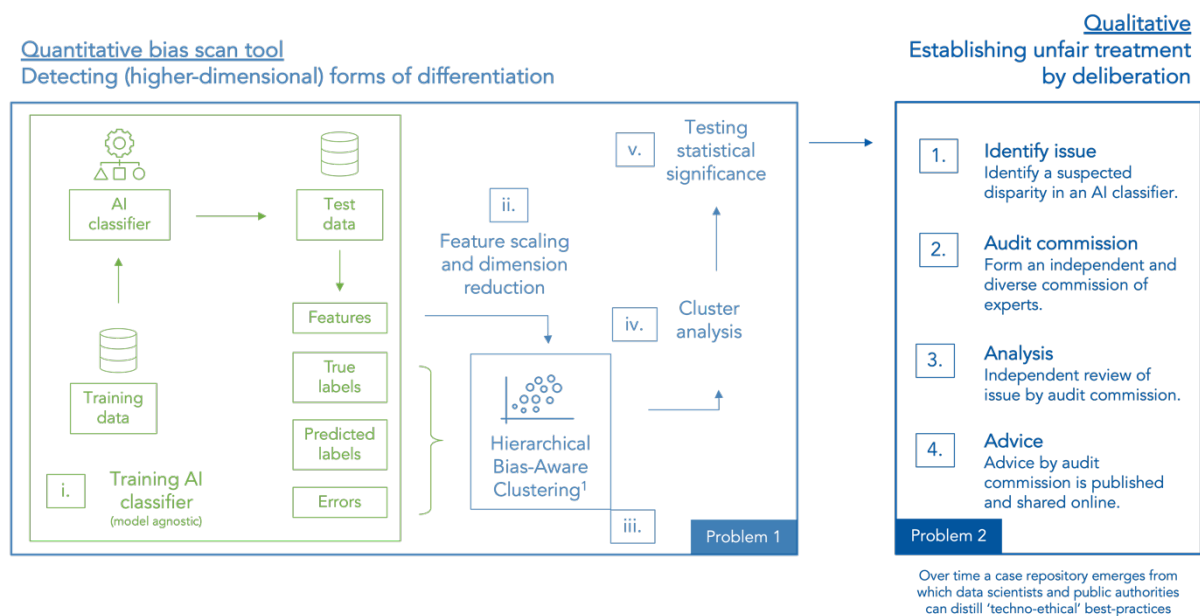 Quantitative bias scan tool
Detecting (higher-dimensional) forms of differentiation
Qualitative
Establishing unfair treatment
by deliberation
AI
classifier
Test
data
Training
data
Features
True
labels
Predicted
labels
Errors
i.
Training AI
classifier
(model agnostic)
ii.
Feature scaling
and dimension
reduction
Hierarchical
Bias-Aware
Clustering¹
iii.
iv.
Cluster
analysis
v.
Testing
statistical
significance
Problem 1
1.
Identify issue
Identify a suspected
disparity in an AI classifier.
2.
Audit commission
Form an independent and
diverse commission of
experts.
3.
Analysis
Independent review of
issue by audit commission.
4.
Advice
Advice by audit
commission is published
and shared online.
Problem 2
Over time a case repository emerges from
which data scientists and public authorities
can distill ‘techno-ethical’ best-practices